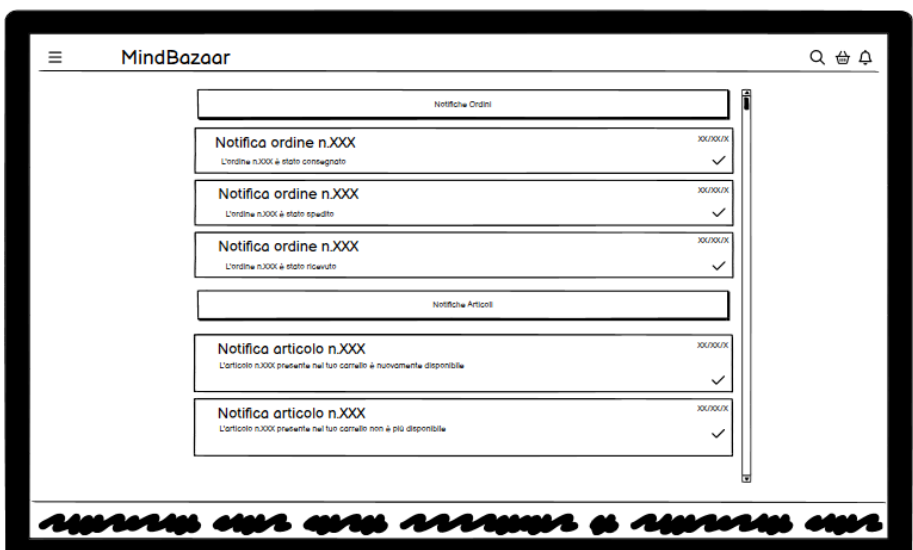 MindBazaar
Notifiche Ordini
Notifica ordine n.XXX
XX/XX/X
L'ordine n.XXX è stato consegnato
Notifica ordine n.XXX
XX/XX/X
L'ordine n.XXX è stato spedito
Notifica ordine n.XXX
XX/XX/X
L'ordine n.XXX è stato ricevuto
Notifiche Articoli
Notifica articolo n.XXX
XX/XX/X
L'articolo n.XXX presente nel tuo carrello è nuovamente disponibile
Notifica articolo n.XXX
XX/XX/X
L'articolo n.XXX presente nel tuo carrello non è più disponibile